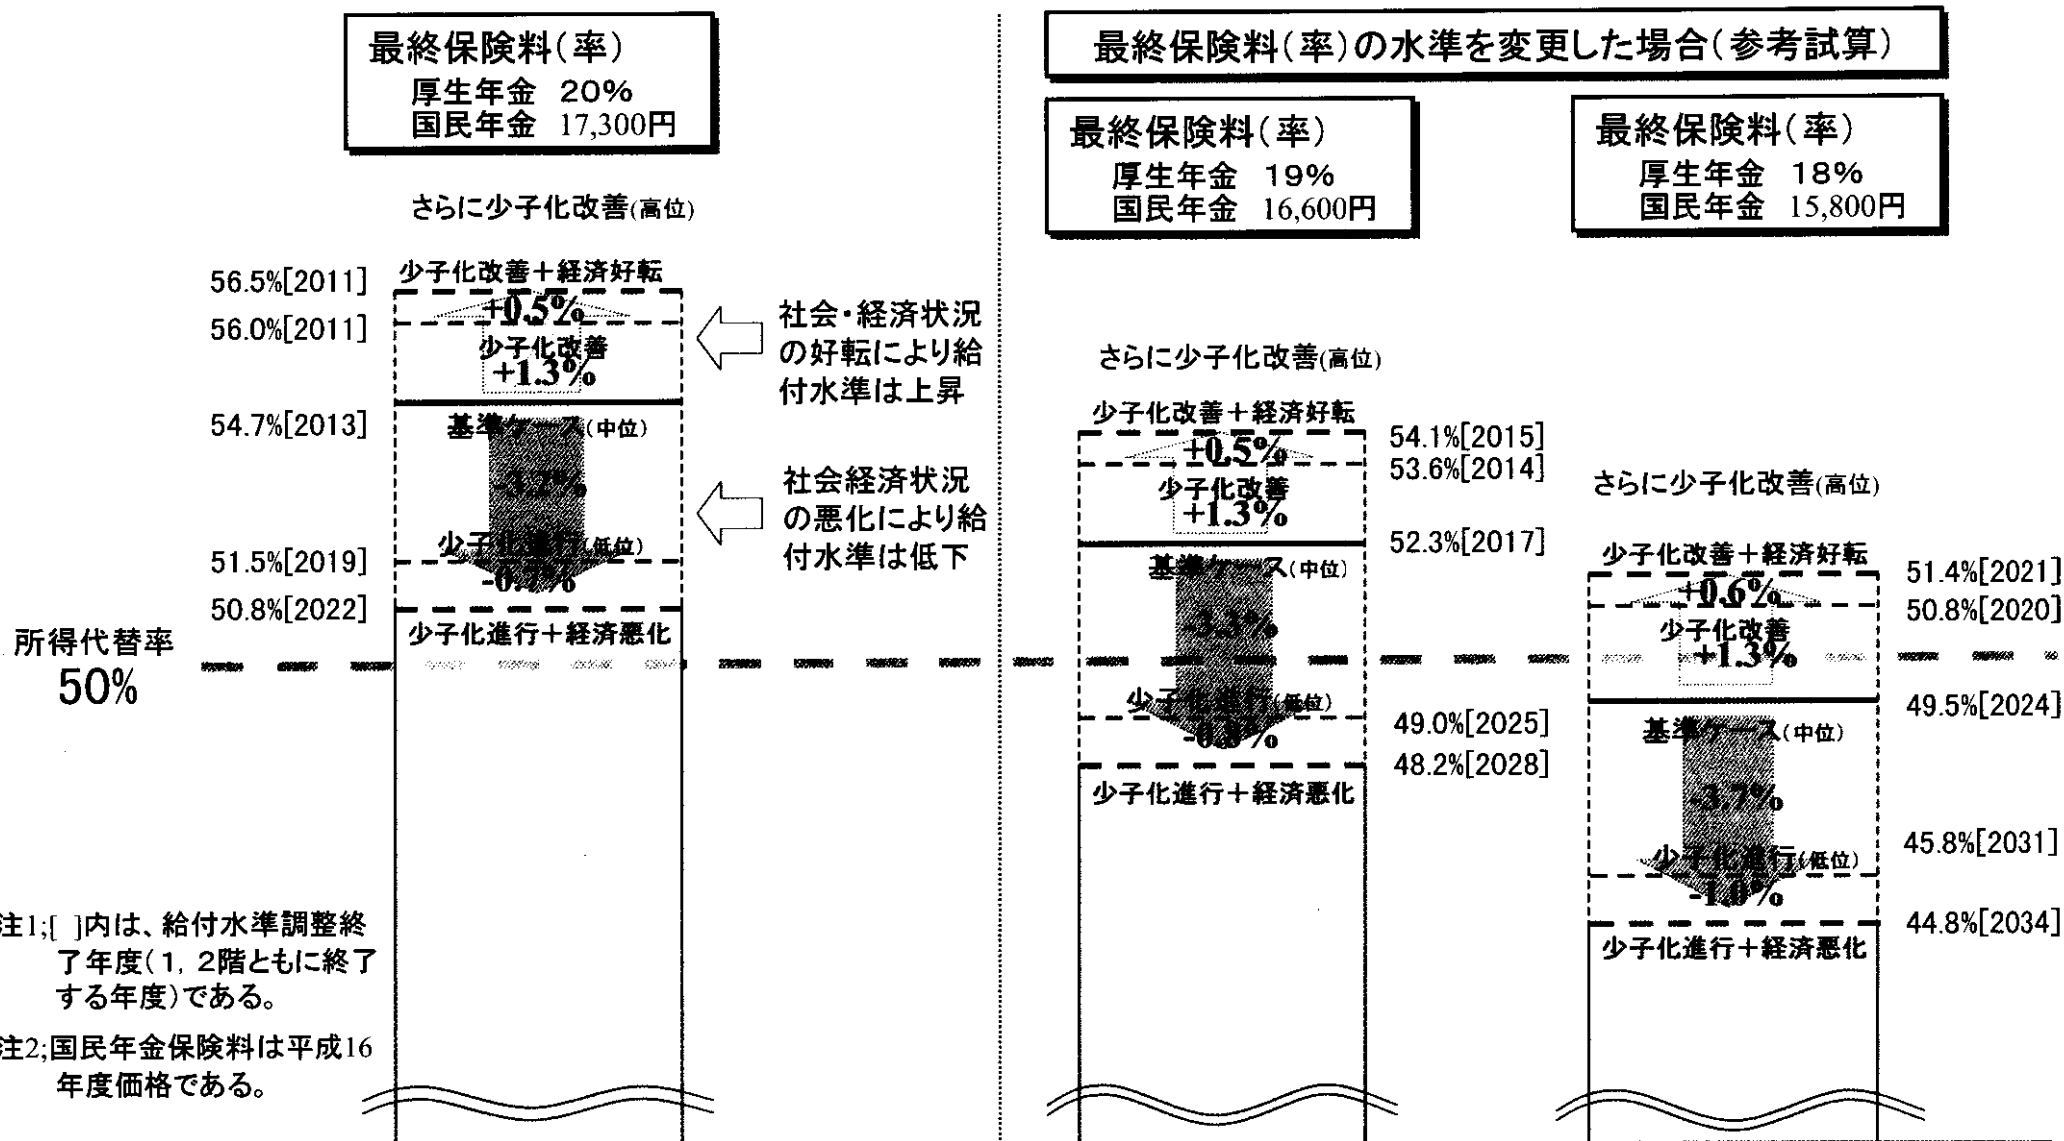 最終保険料(率)
厚生年金 20%
国民年金 17,300円
さらに少子化改善(高位)
56.5%[2011]
少子化改善+経済好転
+0.5%
56.0%[2011]
少子化改善
+1.3%
54.7%[2013]
基準ケース(中位)
-3.2%
少子化進行(低位)
51.5%[2019]
-0.7%
50.8%[2022]
少子化進行+経済悪化
社会・経済状況
の好転により給
付水準は上昇
社会経済状況
の悪化により給
付水準は低下
所得代替率
50%
注1;[ ]内は、給付水準調整終
了年度(1, 2階ともに終了
する年度)である。
注2;国民年金保険料は平成16
年度価格である。
最終保険料(率)の水準を変更した場合(参考試算)
最終保険料(率)
厚生年金 19%
国民年金 16,600円
さらに少子化改善(高位)
少子化改善+経済好転
54.1%[2015]
+0.5%
53.6%[2014]
少子化改善
+1.3%
52.3%[2017]
基準ケース(中位)
-3.3%
少子化進行(低位)
49.0%[2025]
-0.8%
48.2%[2028]
少子化進行+経済悪化
最終保険料(率)
厚生年金 18%
国民年金 15,800円
さらに少子化改善(高位)
少子化改善+経済好転
51.4%[2021]
+0.6%
50.8%[2020]
少子化改善
+1.3%
49.5%[2024]
基準ケース(中位)
-3.7%
45.8%[2031]
少子化進行(低位)
-1.0%
44.8%[2034]
少子化進行+経済悪化